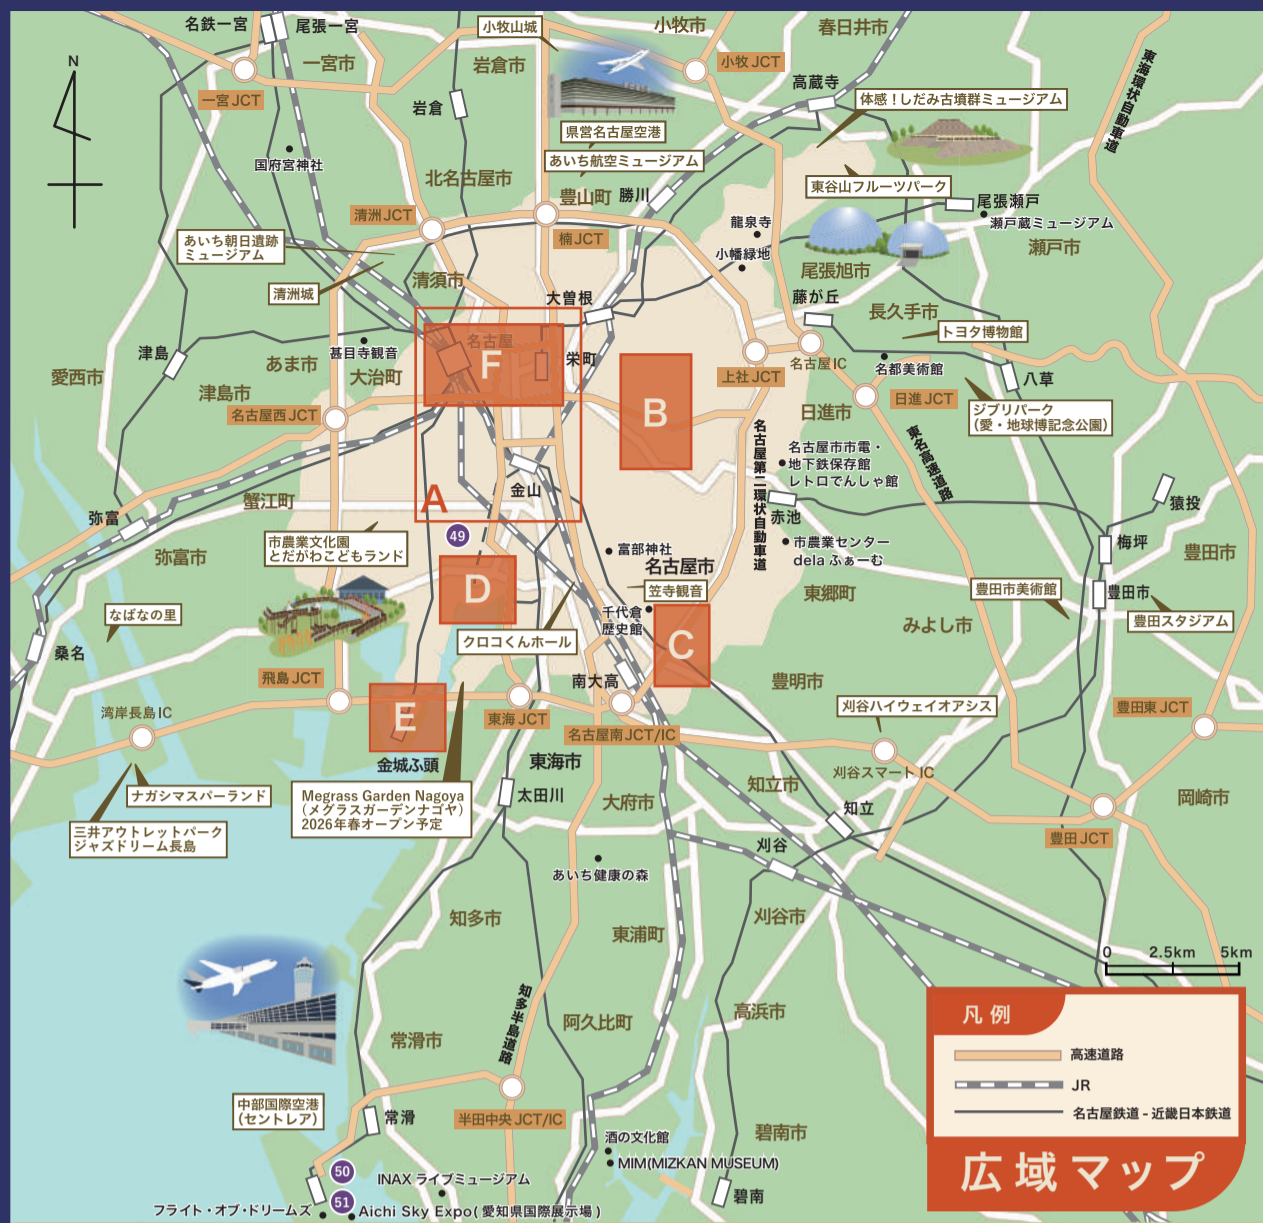 名鉄一宮
尾張一宮
一宮市
一宮JCT
小牧山城
小牧市
春日井市
岩倉市
岩倉
小牧JCT
高蔵寺
東海環状自動車道
体感！しだみ古墳群ミュージアム
県営名古屋空港
あいち航空ミュージアム
N
国府宮神社
北名古屋市
豊山町
勝川
東谷山フルーツパーク
尾張瀬戸
瀬戸蔵ミュージアム
瀬戸市
清洲JCT
楠JCT
龍泉寺
小幡緑地
尾張旭市
あいち朝日遺跡
ミュージアム
清洲城
清須市
大曽根
藤が丘
長久手市
トヨタ博物館
津島
甚目寺観音
あま市
大治町
愛西市
津島市
名古屋西JCT
名古屋
F
栄町
B
上社JCT
名古屋IC
名都美術館
八草
日進市
日進JCT
ジブリパーク
（愛・地球博記念公園）
東名高速道路
名古屋第二環状自動車道
名古屋市市電・
地下鉄保存館
レトロでんしゃ館
金山
A
49
蟹江町
弥富
弥富市
赤池
猿投
梅坪
豊田市
市農業センター
dela ふぁーむ
市農業文化園
とだがわこどもランド
富部神社
名古屋市
笠寺観音
東郷町
豊田市美術館
豊田市
豊田スタジアム
なばなの里
桑名
D
クロコくんホール
千代倉
歴史館
C
みよし市
飛島JCT
湾岸長島IC
E
金城ふ頭
東海JCT
南大高
名古屋南JCT/IC
豊明市
刈谷ハイウェイオアシス
刈谷スマートIC
豊田東JCT
岡崎市
ナガシマスパーランド
三井アウトレットパーク
ジャズドリーム長島
Megrass Garden Nagoya
（メグラスガーデンナゴヤ）
2026年春オープン予定
東海市
太田川
大府市
知立市
知立
豊田JCT
刈谷
あいち健康の森
知多市
東浦町
刈谷市
0 2.5km 5km
知多半島道路
阿久比町
高浜市
常滑市
中部国際空港
（セントレア）
常滑
半田中央JCT/IC
酒の文化館
MIM(MIZKAN MUSEUM)
碧南市
碧南
50
51
INAX ライブミュージアム
フライト・オブ・ドリームズ
Aichi Sky Expo(愛知県国際展示場)
凡例
高速道路
JR
名古屋鉄道 - 近畿日本鉄道
広域マップ